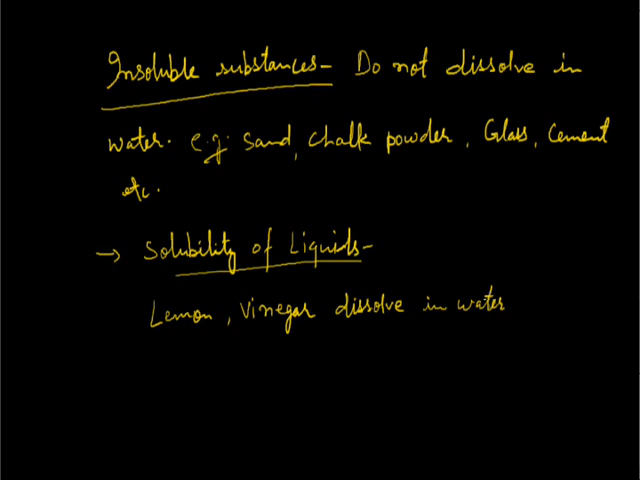 Insoluble substances- Do not dissolve in
water. e.g: Sand, chalk powder, Glass, Cement
etc.
→ Solubility of Liquids-
Lemon, Vinegar dissolve in water